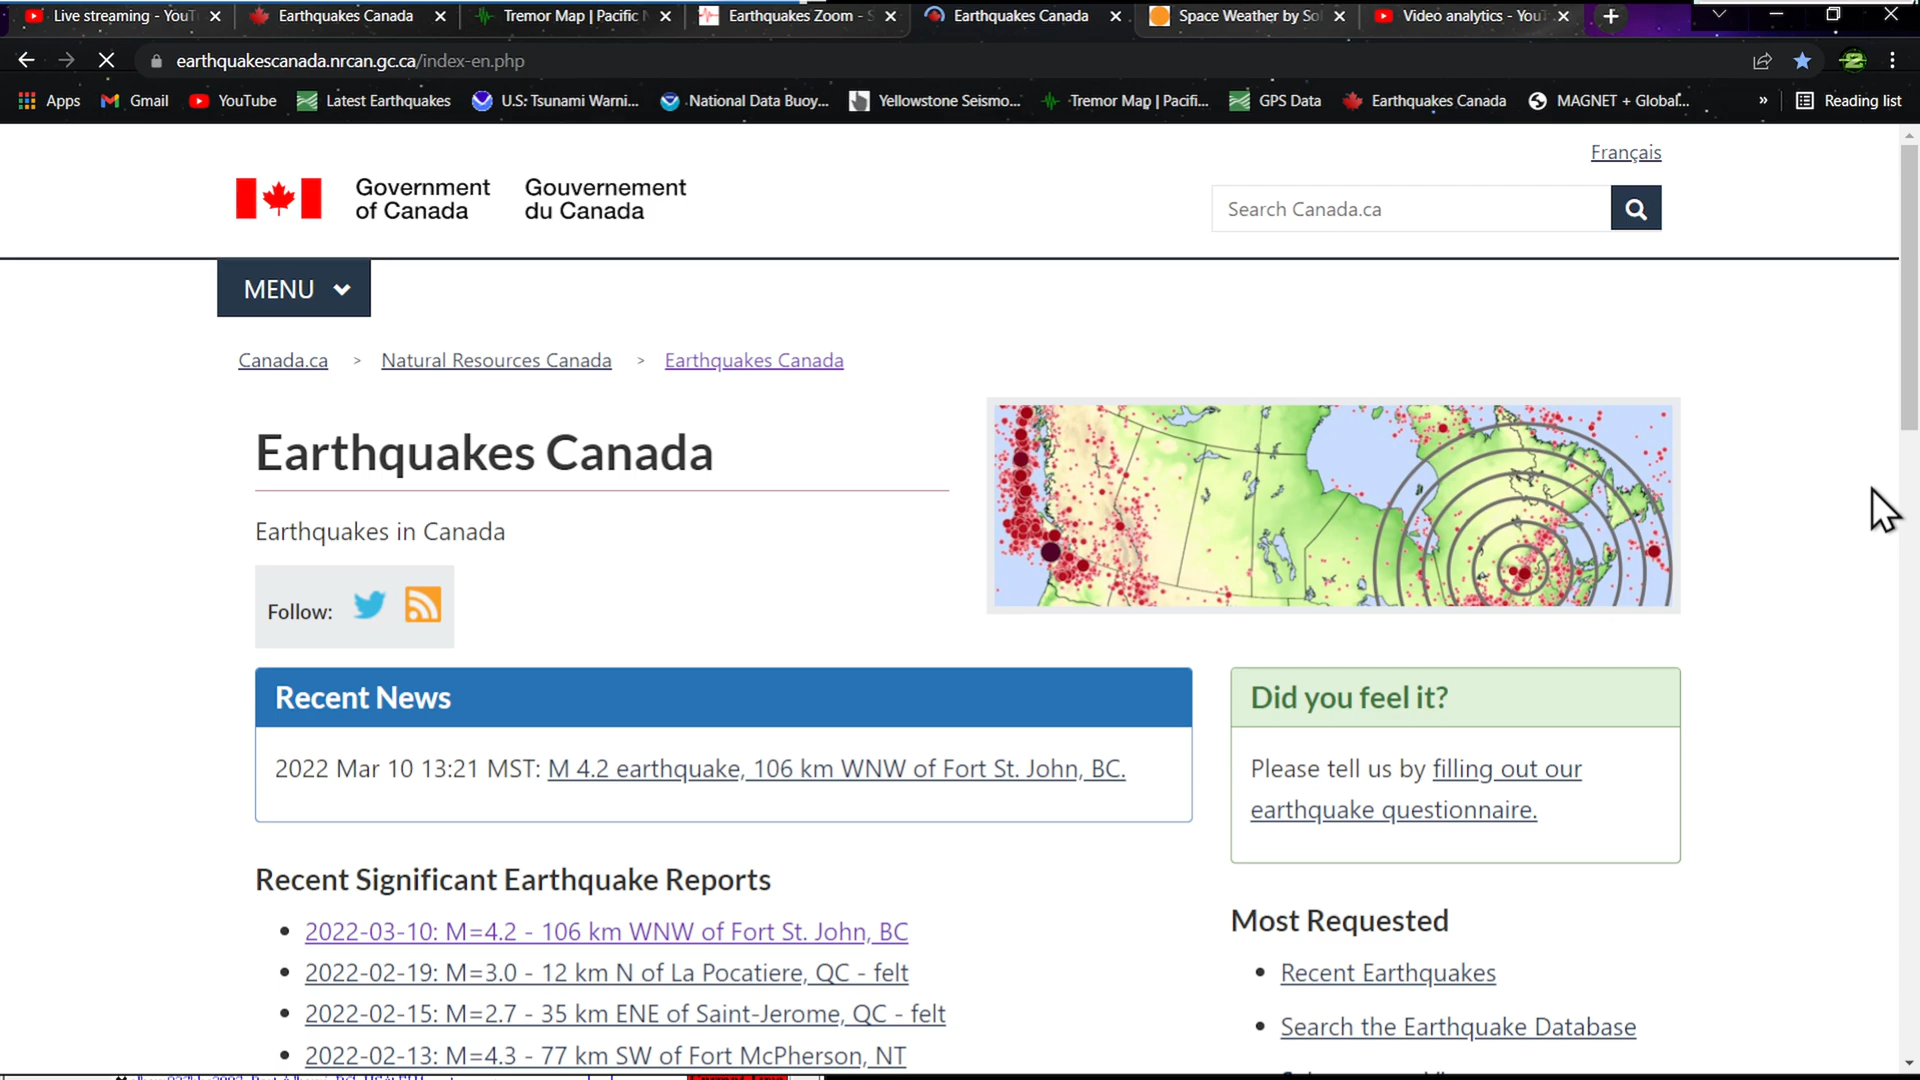 Live streaming - YouT
Earthquakes Canada
Tremor Map | Pacific N
Earthquakes Zoom - S
Earthquakes Canada
Space Weather by Sol
Video analytics - YouT
earthquakescanada.nrcan.gc.ca/index-en.php
Apps
Gmail
YouTube
Latest Earthquakes
U.S. Tsunami Warni...
National Data Buoy...
Yellowstone Seismo...
Tremor Map | Pacifi...
GPS Data
Earthquakes Canada
MAGNET + Global...
»
Reading list
Français
Government of Canada
Gouvernement du Canada
Search Canada.ca
MENU
Canada.ca > Natural Resources Canada > Earthquakes Canada
Earthquakes Canada
Earthquakes in Canada
Follow:
Recent News
2022 Mar 10 13:21 MST: M 4.2 earthquake, 106 km WNW of Fort St. John, BC.
Did you feel it?
Please tell us by filling out our
earthquake questionnaire.
Recent Significant Earthquake Reports
2022-03-10: M=4.2 - 106 km WNW of Fort St. John, BC
2022-02-19: M=3.0 - 12 km N of La Pocatiere, QC - felt
2022-02-15: M=2.7 - 35 km ENE of Saint-Jerome, QC - felt
2022-02-13: M=4.3 - 77 km SW of Fort McPherson, NT
Most Requested
Recent Earthquakes
Search the Earthquake Database